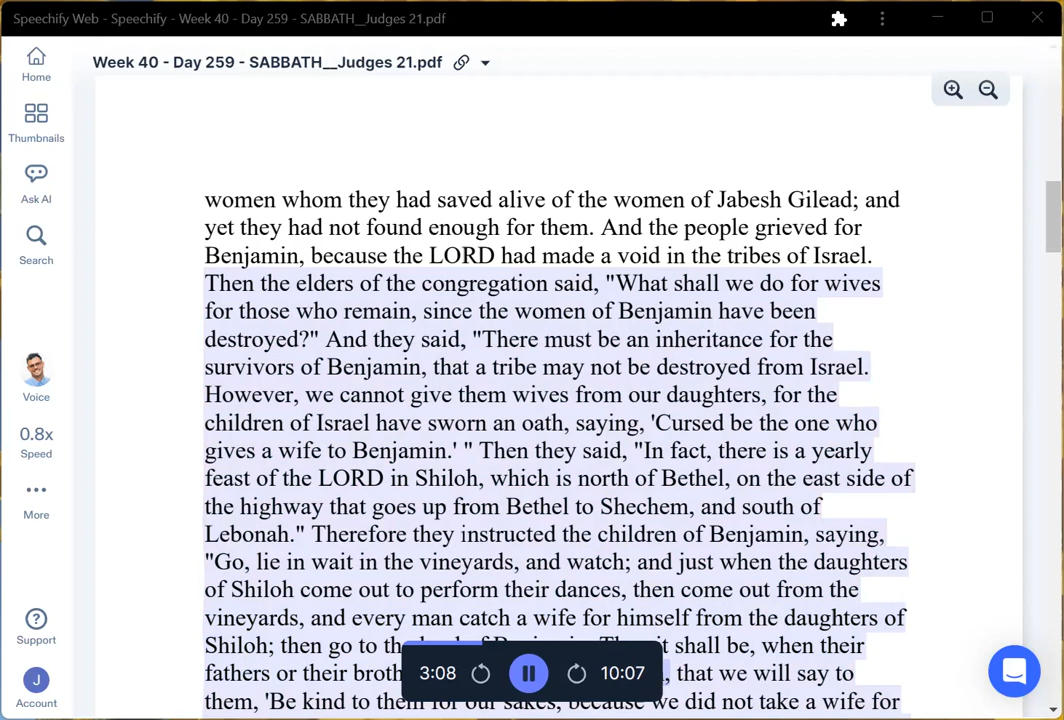 Speechify Web - Speechify - Week 40 - Day 259 - SABBATH__Judges 21.pdf
Home
Thumbnails
Ask AI
Search
Voice
0.8x
Speed
More
Support
J
Account
Week 40 - Day 259 - SABBATH__Judges 21.pdf
women whom they had saved alive of the women of Jabesh Gilead; and
yet they had not found enough for them. And the people grieved for
Benjamin, because the LORD had made a void in the tribes of Israel.
Then the elders of the congregation said, "What shall we do for wives
for those who remain, since the women of Benjamin have been
destroyed?" And they said, "There must be an inheritance for the
survivors of Benjamin, that a tribe may not be destroyed from Israel.
However, we cannot give them wives from our daughters, for the
children of Israel have sworn an oath, saying, 'Cursed be the one who
gives a wife to Benjamin.' " Then they said, "In fact, there is a yearly
feast of the LORD in Shiloh, which is north of Bethel, on the east side of
the highway that goes up from Bethel to Shechem, and south of
Lebonah." Therefore they instructed the children of Benjamin, saying,
"Go, lie in wait in the vineyards, and watch; and just when the daughters
of Shiloh come out to perform their dances, then come out from the
vineyards, and every man catch a wife for himself from the daughters of
Shiloh; then go to the it shall be, when their
fathers or their that we will say to
them, 'Be kind to them for our sakes, because we did not take a wife for
3:08
10:07